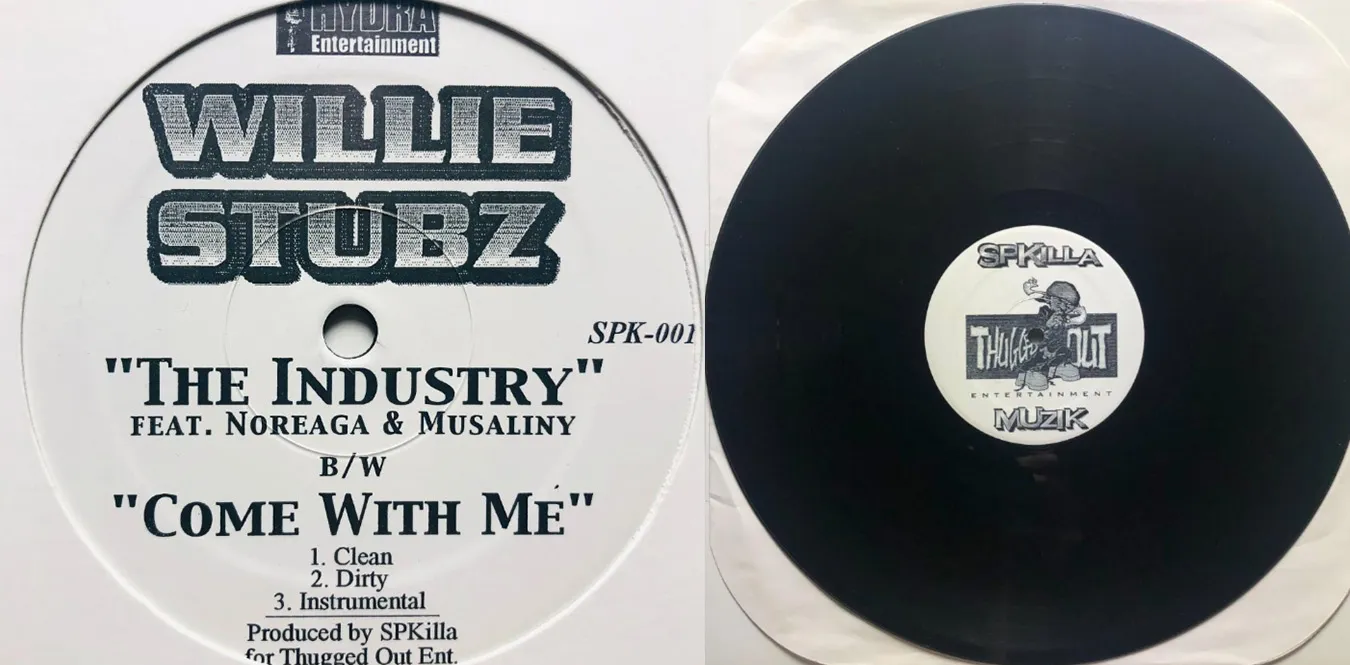 HYDRA
Entertainment
WILLIE
STUBZ
SPK-001
"THE INDUSTRY"
FEAT. NOREAGA & MUSALINY
B/W
"COME WITH ME"
1. Clean
2. Dirty
3. Instrumental
Produced by SPKilla
for Thugged Out Ent.
SPKILLA
THUGGED OUT
ENTERTAINMENT
MUZIK